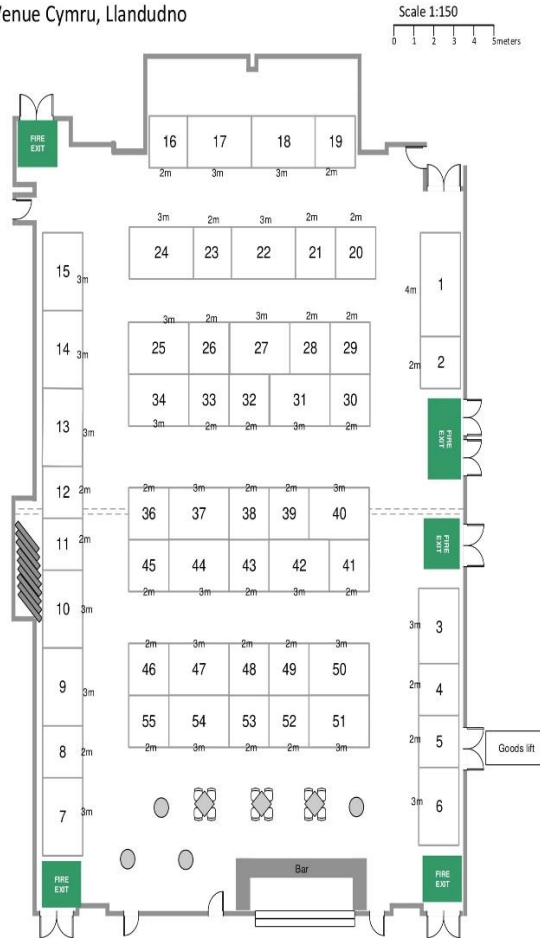 Venue Cymru, Llandudno
Scale 1:150
0 1 2 3 4 5meters
FIRE
EXIT
16 17 18 19
2m 3m 3m 2m
3m 2m 3m 2m 2m
24 23 22 21 20
15 3m
14 3m
13 3m
12 2m
11 2m
10 3m
9 3m
8 2m
7 3m
4m 1
2m 2
3m 2m 3m 2m 2m
25 26 27 28 29
34 33 32 31 30
3m 2m 2m 3m 2m
FIRE
EXIT
2m 3m 2m 2m 3m
36 37 38 39 40
45 44 43 42 41
2m 3m 2m 3m 2m
FIRE
EXIT
3m 3
2m 4
2m 5
3m 6
Goods lift
2m 3m 2m 2m 3m
46 47 48 49 50
55 54 53 52 51
2m 3m 2m 2m 3m
Bar
FIRE
EXIT
FIRE
EXIT